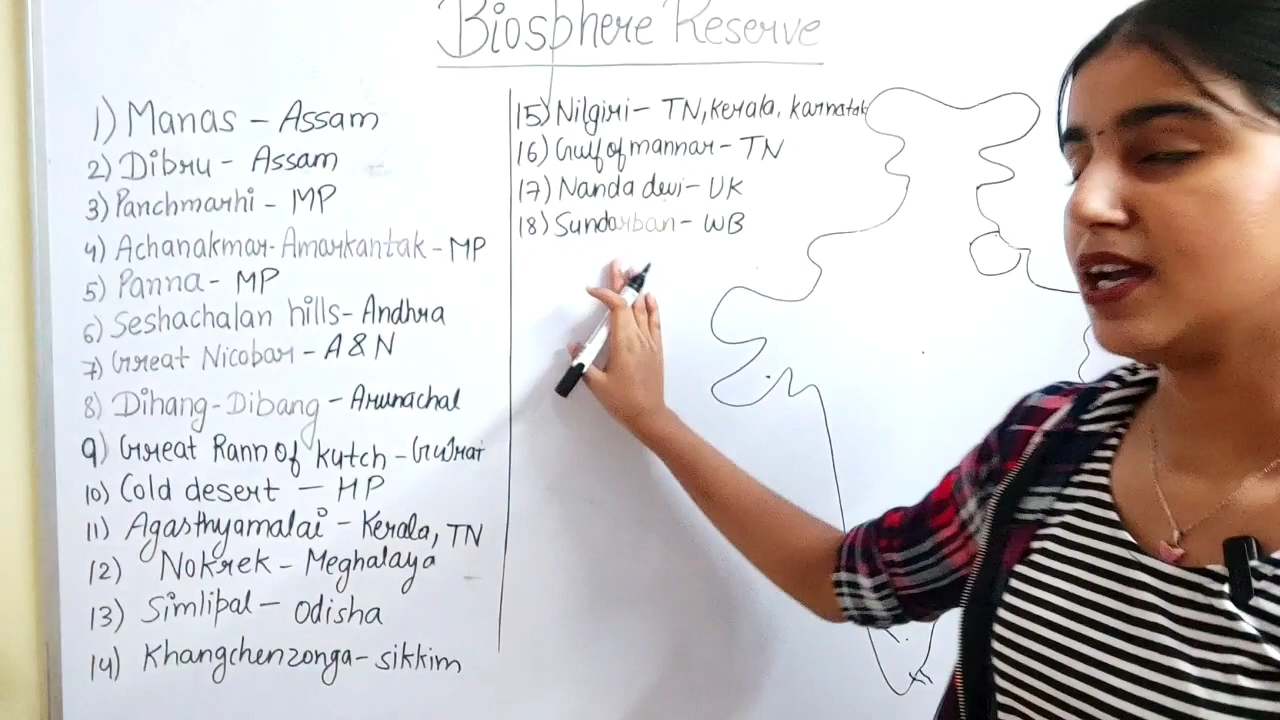 Biosphere Reserve
1) Manas - Assam
2) Dibru - Assam
3) Panchmarhi - MP
4) Achanakmar-Amarkantak - MP
5) Panna - MP
6) Seshachalan hills - Andhra
7) Great Nicobar - A & N
8) Dihang-Dibang - Arunachal
9) Great Rann Of Kutch - Gujrat
10) Cold desert - HP
11) Agasthyamalai - Kerala, TN
12) Nokrek - Meghalaya
13) Simlipal - Odisha
14) Khangchenzonga - sikkim
15) Nilgiri - TN, Kerala, Karnatak
16) Gulf of mannar - TN
17) Nanda devi - UK
18) Sundarban - WB